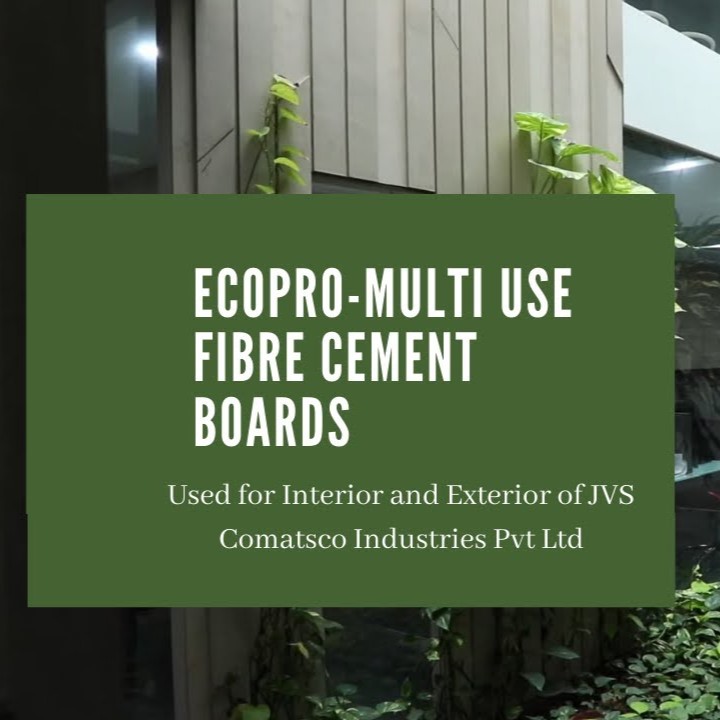 ECOPRO-MULTI USE
FIBRE CEMENT
BOARDS
Used for Interior and Exterior of JVS
Comatsco Industries Pvt Ltd